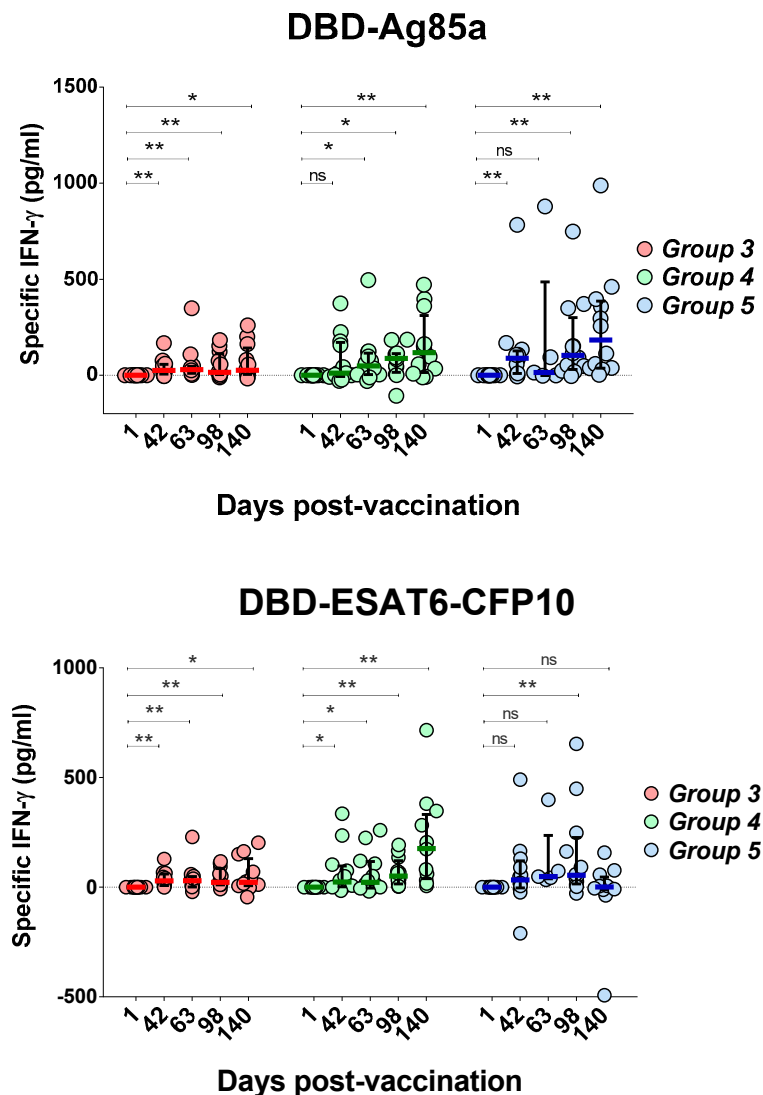 DBD-Ag85a
1500
1000
500
0
Specific IFN-γ (pg/ml)
* ** *
** * **
** * ns
** ns **
Group 3
Group 4
Group 5
1 42 63 98 140 1 42 63 98 140 1 42 63 98 140
Days post-vaccination
DBD-ESAT6-CFP10
1000
500
0
-500
Specific IFN-γ (pg/ml)
* ** ns
** ** **
** * ns
** * ns
Group 3
Group 4
Group 5
1 42 63 98 140 1 42 63 98 140 1 42 63 98 140
Days post-vaccination